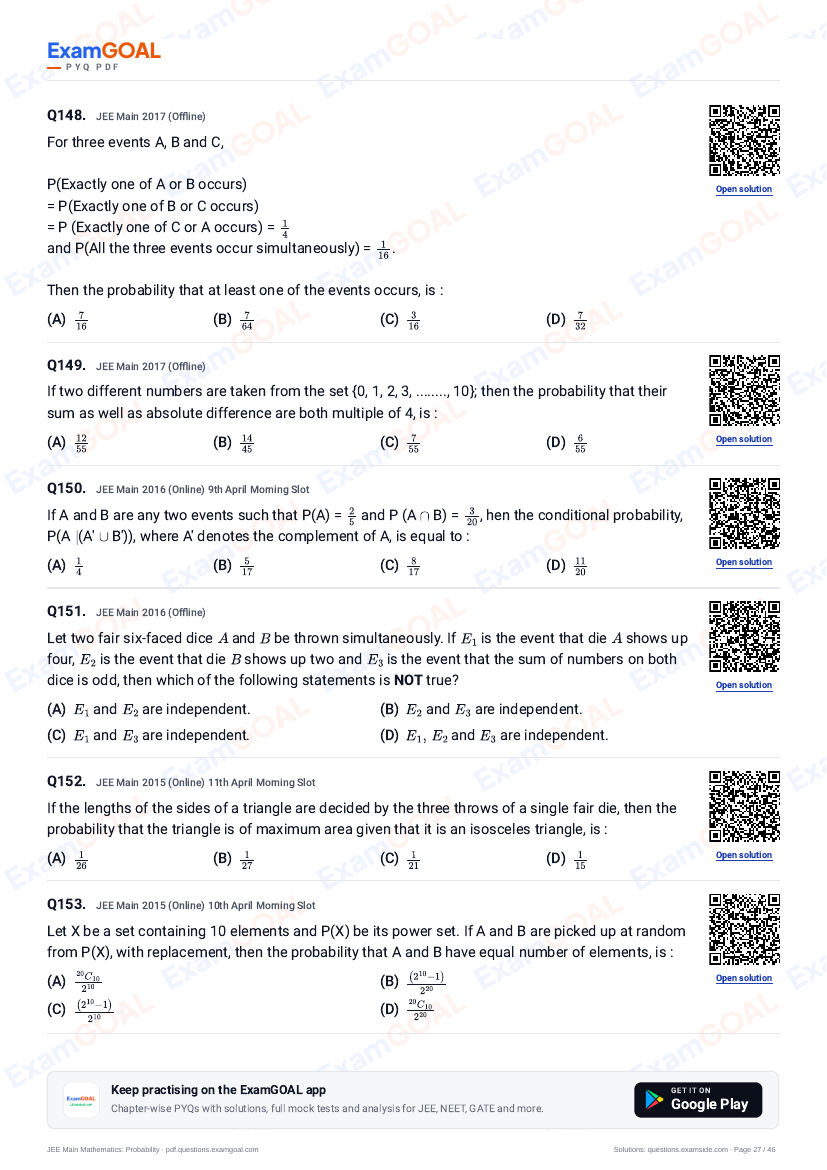 ExamGOAL
PYQ PDF
Q148. JEE Main 2017 (Offline)
For three events A, B and C,
P(Exactly one of A or B occurs)
= P(Exactly one of B or C occurs)
= P (Exactly one of C or A occurs) = 1/4
and P(All the three events occur simultaneously) = 1/16.
Then the probability that at least one of the events occurs, is :
(A) 7/16 (B) 7/64 (C) 3/16 (D) 7/32
Open solution
Q149. JEE Main 2017 (Offline)
If two different numbers are taken from the set {0, 1, 2, 3, ........, 10}; then the probability that their
sum as well as absolute difference are both multiple of 4, is :
(A) 12/55 (B) 14/45 (C) 7/55 (D) 6/55
Open solution
Q150. JEE Main 2016 (Online) 9th April Morning Slot
If A and B are any two events such that P(A) = 2/5 and P (A ∩ B) = 3/20, hen the conditional probability,
P(A |(A' ∪ B')), where A' denotes the complement of A, is equal to :
(A) 1/4 (B) 5/17 (C) 8/17 (D) 11/20
Open solution
Q151. JEE Main 2016 (Offline)
Let two fair six-faced dice A and B be thrown simultaneously. If E₁ is the event that die A shows up
four, E₂ is the event that die B shows up two and E₃ is the event that the sum of numbers on both
dice is odd, then which of the following statements is NOT true?
(A) E₁ and E₂ are independent. (B) E₂ and E₃ are independent.
(C) E₁ and E₃ are independent. (D) E₁, E₂ and E₃ are independent.
Open solution
Q152. JEE Main 2015 (Online) 11th April Morning Slot
If the lengths of the sides of a triangle are decided by the three throws of a single fair die, then the
probability that the triangle is of maximum area given that it is an isosceles triangle, is :
(A) 1/26 (B) 1/27 (C) 1/21 (D) 1/15
Open solution
Q153. JEE Main 2015 (Online) 10th April Morning Slot
Let X be a set containing 10 elements and P(X) be its power set. If A and B are picked up at random
from P(X), with replacement, then the probability that A and B have equal number of elements, is :
(A) ²⁰C₁₀/2¹⁰ (B) (2¹⁰−1)/2²⁰
(C) (2¹⁰−1)/2¹⁰ (D) ²⁰C₁₀/2²⁰
Open solution
ExamGOAL
Keep practising on the ExamGOAL app
Chapter-wise PYQs with solutions, full mock tests and analysis for JEE, NEET, GATE and more.
GET IT ON
Google Play
JEE Main Mathematics: Probability · pdf.questions.examgoal.com Solutions: questions.examside.com · Page 27 / 46